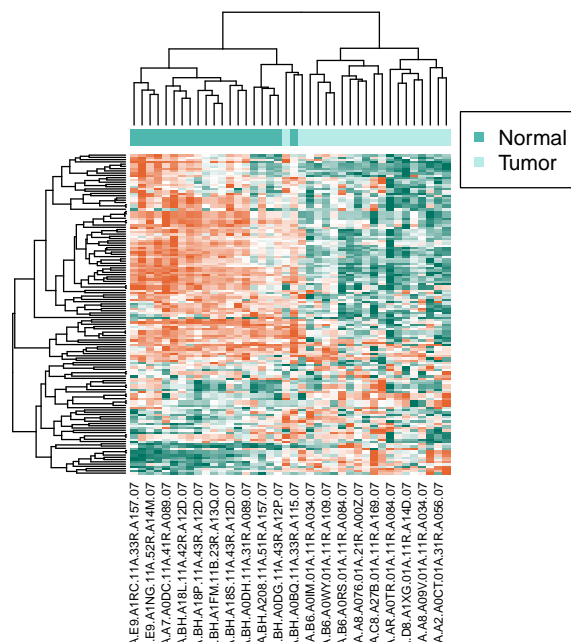 Normal
Tumor
.E9.A1RC.11A.33R.A157.07
.E9.A1NG.11A.52R.A14M.07
A.A7.A0DC.11A.41R.A089.07
.BH.A18L.11A.42R.A12D.07
.BH.A18P.11A.43R.A12D.07
.BH.A1FM.11B.23R.A13Q.07
.BH.A18S.11A.43R.A12D.07
A.BH.A0DH.11A.31R.A089.07
.BH.A208.11A.51R.A157.07
A.BH.A0DG.11A.43R.A12P.07
A.BH.A0BQ.11A.33R.A115.07
A.B6.A0IM.01A.11R.A034.07
A.B6.A0WY.01A.11R.A109.07
A.B6.A0RS.01A.11R.A084.07
A.A8.A076.01A.21R.A00Z.07
A.C8.A27B.01A.11R.A169.07
A.AR.A0TR.01A.11R.A084.07
.D8.A1XG.01A.11R.A14D.07
A.A8.A09V.01A.11R.A034.07
A.A2.A0CT.01A.31R.A056.07